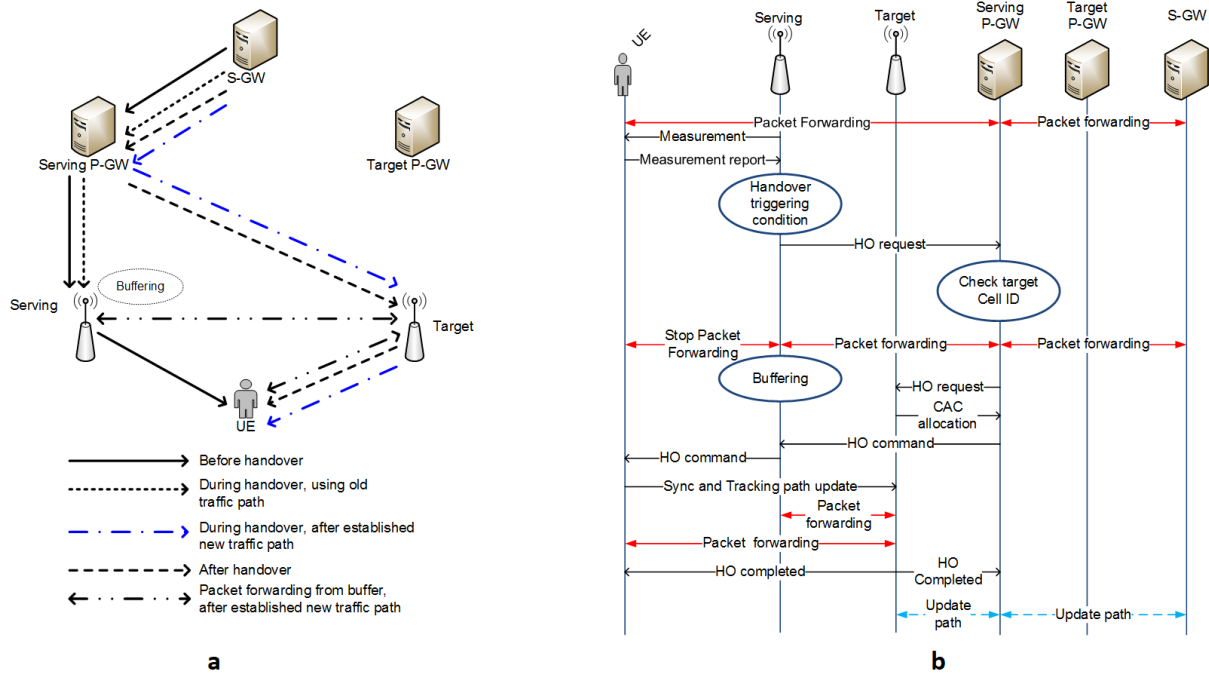 S-GW
Serving P-GW
Target P-GW
Buffering
Serving
Target
UE
Before handover
During handover, using old
traffic path
During handover, after established
new traffic path
After handover
Packet forwarding from buffer,
after established new traffic path
a
UE
Serving
Target
Serving
P-GW
Target
P-GW
S-GW
Packet Forwarding
Packet forwarding
Measurement
Measurement report
Handover
triggering
condition
HO request
Check target
Cell ID
Stop Packet
Forwarding
Packet forwarding
Packet forwarding
Buffering
HO request
CAC
allocation
HO command
HO command
Sync and Tracking path update
Packet
forwarding
Packet forwarding
HO completed
HO
Completed
Update
path
Update path
b